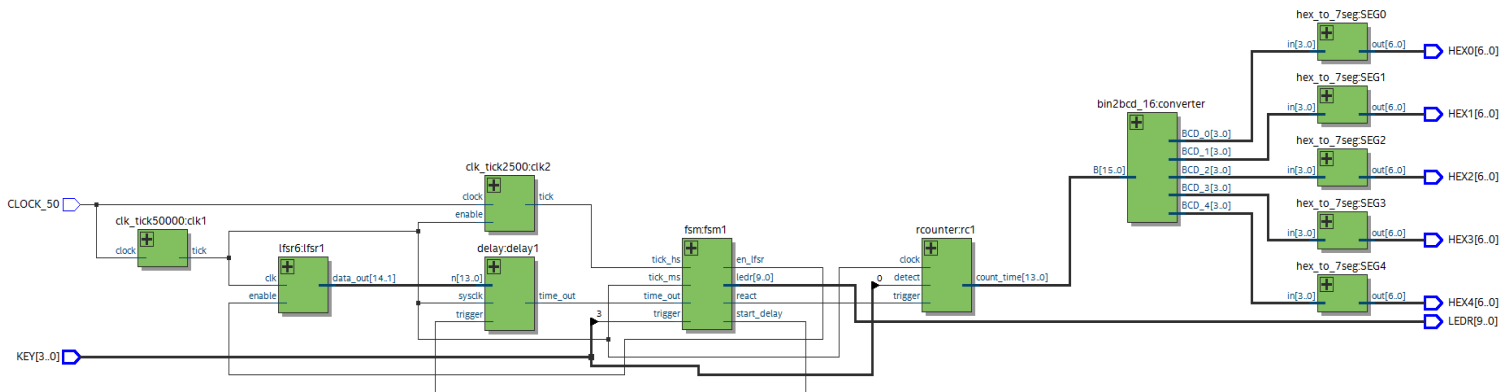 hex_to_7seg:SEG0
in[3..0] out[6..0] HEX0[6..0]
hex_to_7seg:SEG1
in[3..0] out[6..0] HEX1[6..0]
bin2bcd_16:converter
BCD_0[3..0]
hex_to_7seg:SEG2
BCD_1[3..0]
B[15..0] BCD_2[3..0] in[3..0] out[6..0] HEX2[6..0]
BCD_3[3..0]
BCD_4[3..0]
hex_to_7seg:SEG3
in[3..0] out[6..0] HEX3[6..0]
hex_to_7seg:SEG4
in[3..0] out[6..0] HEX4[6..0]
LEDR[9..0]
clk_tick2500:clk2
CLOCK_50 clock tick
enable
clk_tick50000:clk1
clock tick
lfsr6:lfsr1
clk data_out[14..1]
enable
delay:delay1
n[13..0]
sysclk time_out
trigger
fsm:fsm1
tick_hs en_lfsr
tick_ms ledr[9..0]
time_out react
trigger start_delay
3
rcounter:rc1
clock
0 detect count_time[13..0]
trigger
KEY[3..0]